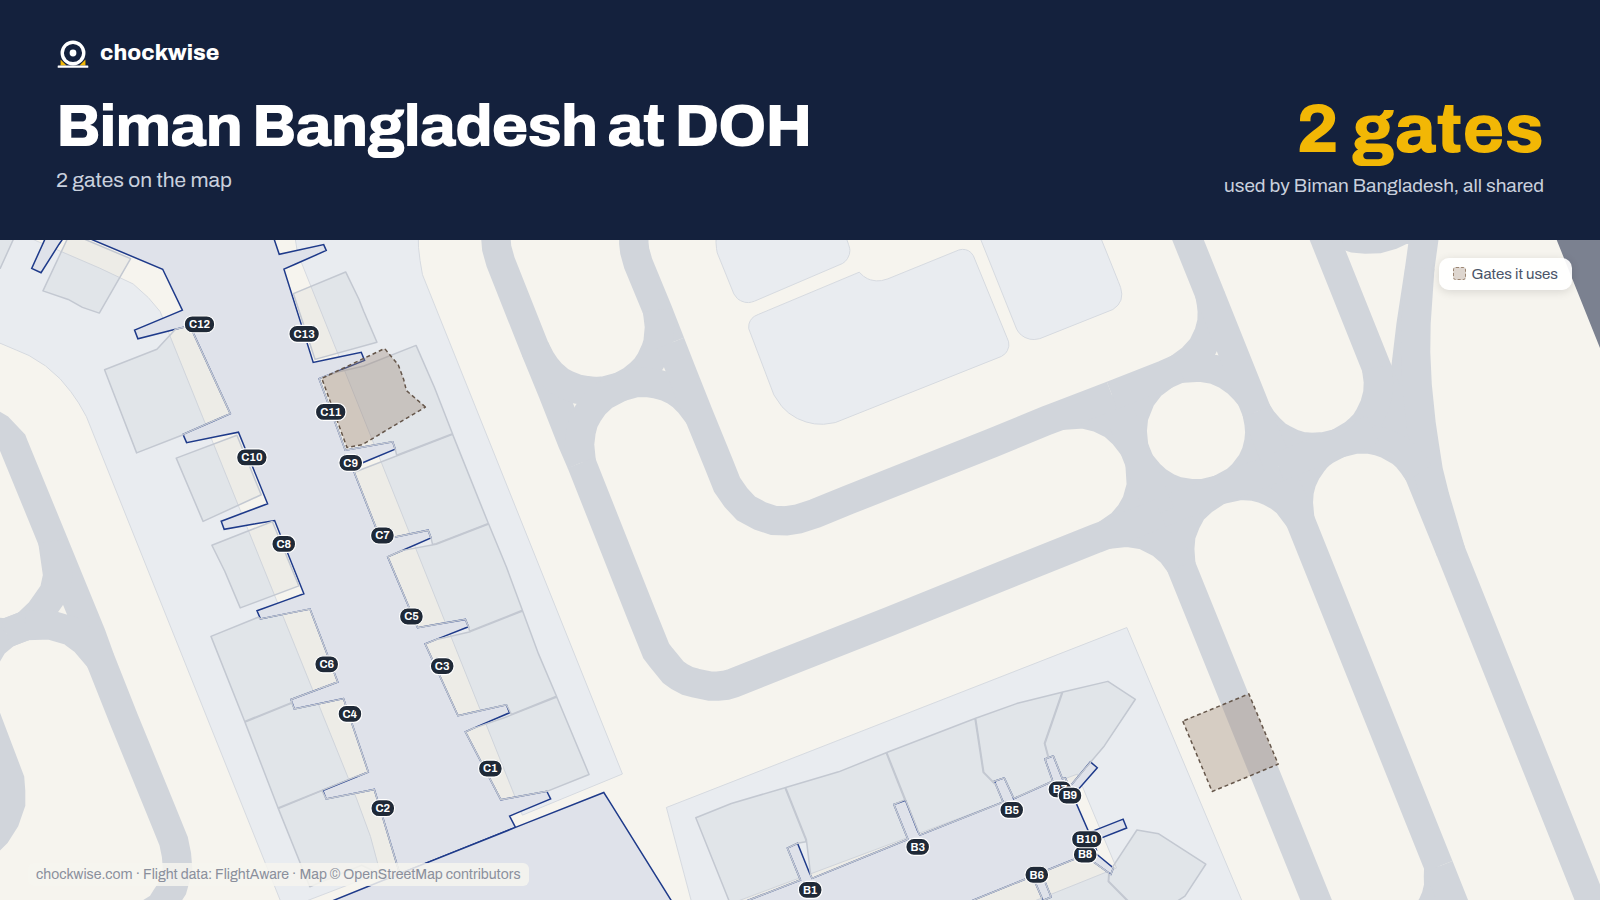 chockwise
Biman Bangladesh at DOH
2 gates on the map
2 gates
used by Biman Bangladesh, all shared
Gates it uses
C12
C13
C11
C10
C9
C7
C8
C5
C6
C3
C4
C1
C2
B9
B5
B10
B3
B8
B6
B1
chockwise.com · Flight data: FlightAware · Map © OpenStreetMap contributors